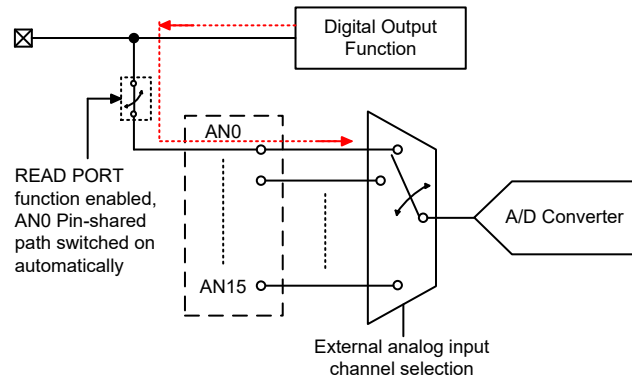 Digital Output
Function
AN0
READ PORT
function enabled,
AN0 Pin-shared
path switched on
automatically
A/D Converter
AN15
External analog input
channel selection